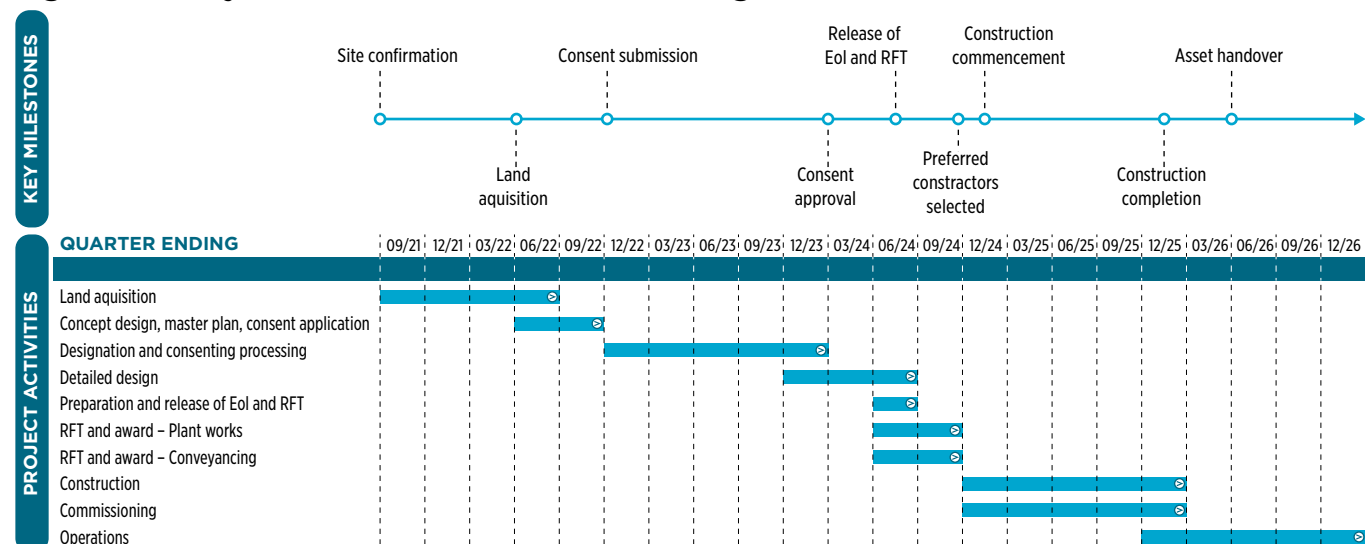 KEY MILESTONES
Release of
EoI and RFT
Construction
commencement
Site confirmation
Consent submission
Asset handover
Land
aquisition
Consent
approval
Preferred
constractors
selected
Construction
completion
PROJECT ACTIVITIES
QUARTER ENDING
09/21 12/21 03/22 06/22 09/22 12/22 03/23 06/23 09/23 12/23 03/24 06/24 09/24 12/24 03/25 06/25 09/25 12/25 03/26 06/26 09/26 12/26
Land aquisition
Concept design, master plan, consent application
Designation and consenting processing
Detailed design
Preparation and release of EoI and RFT
RFT and award – Plant works
RFT and award – Conveyancing
Construction
Commissioning
Operations